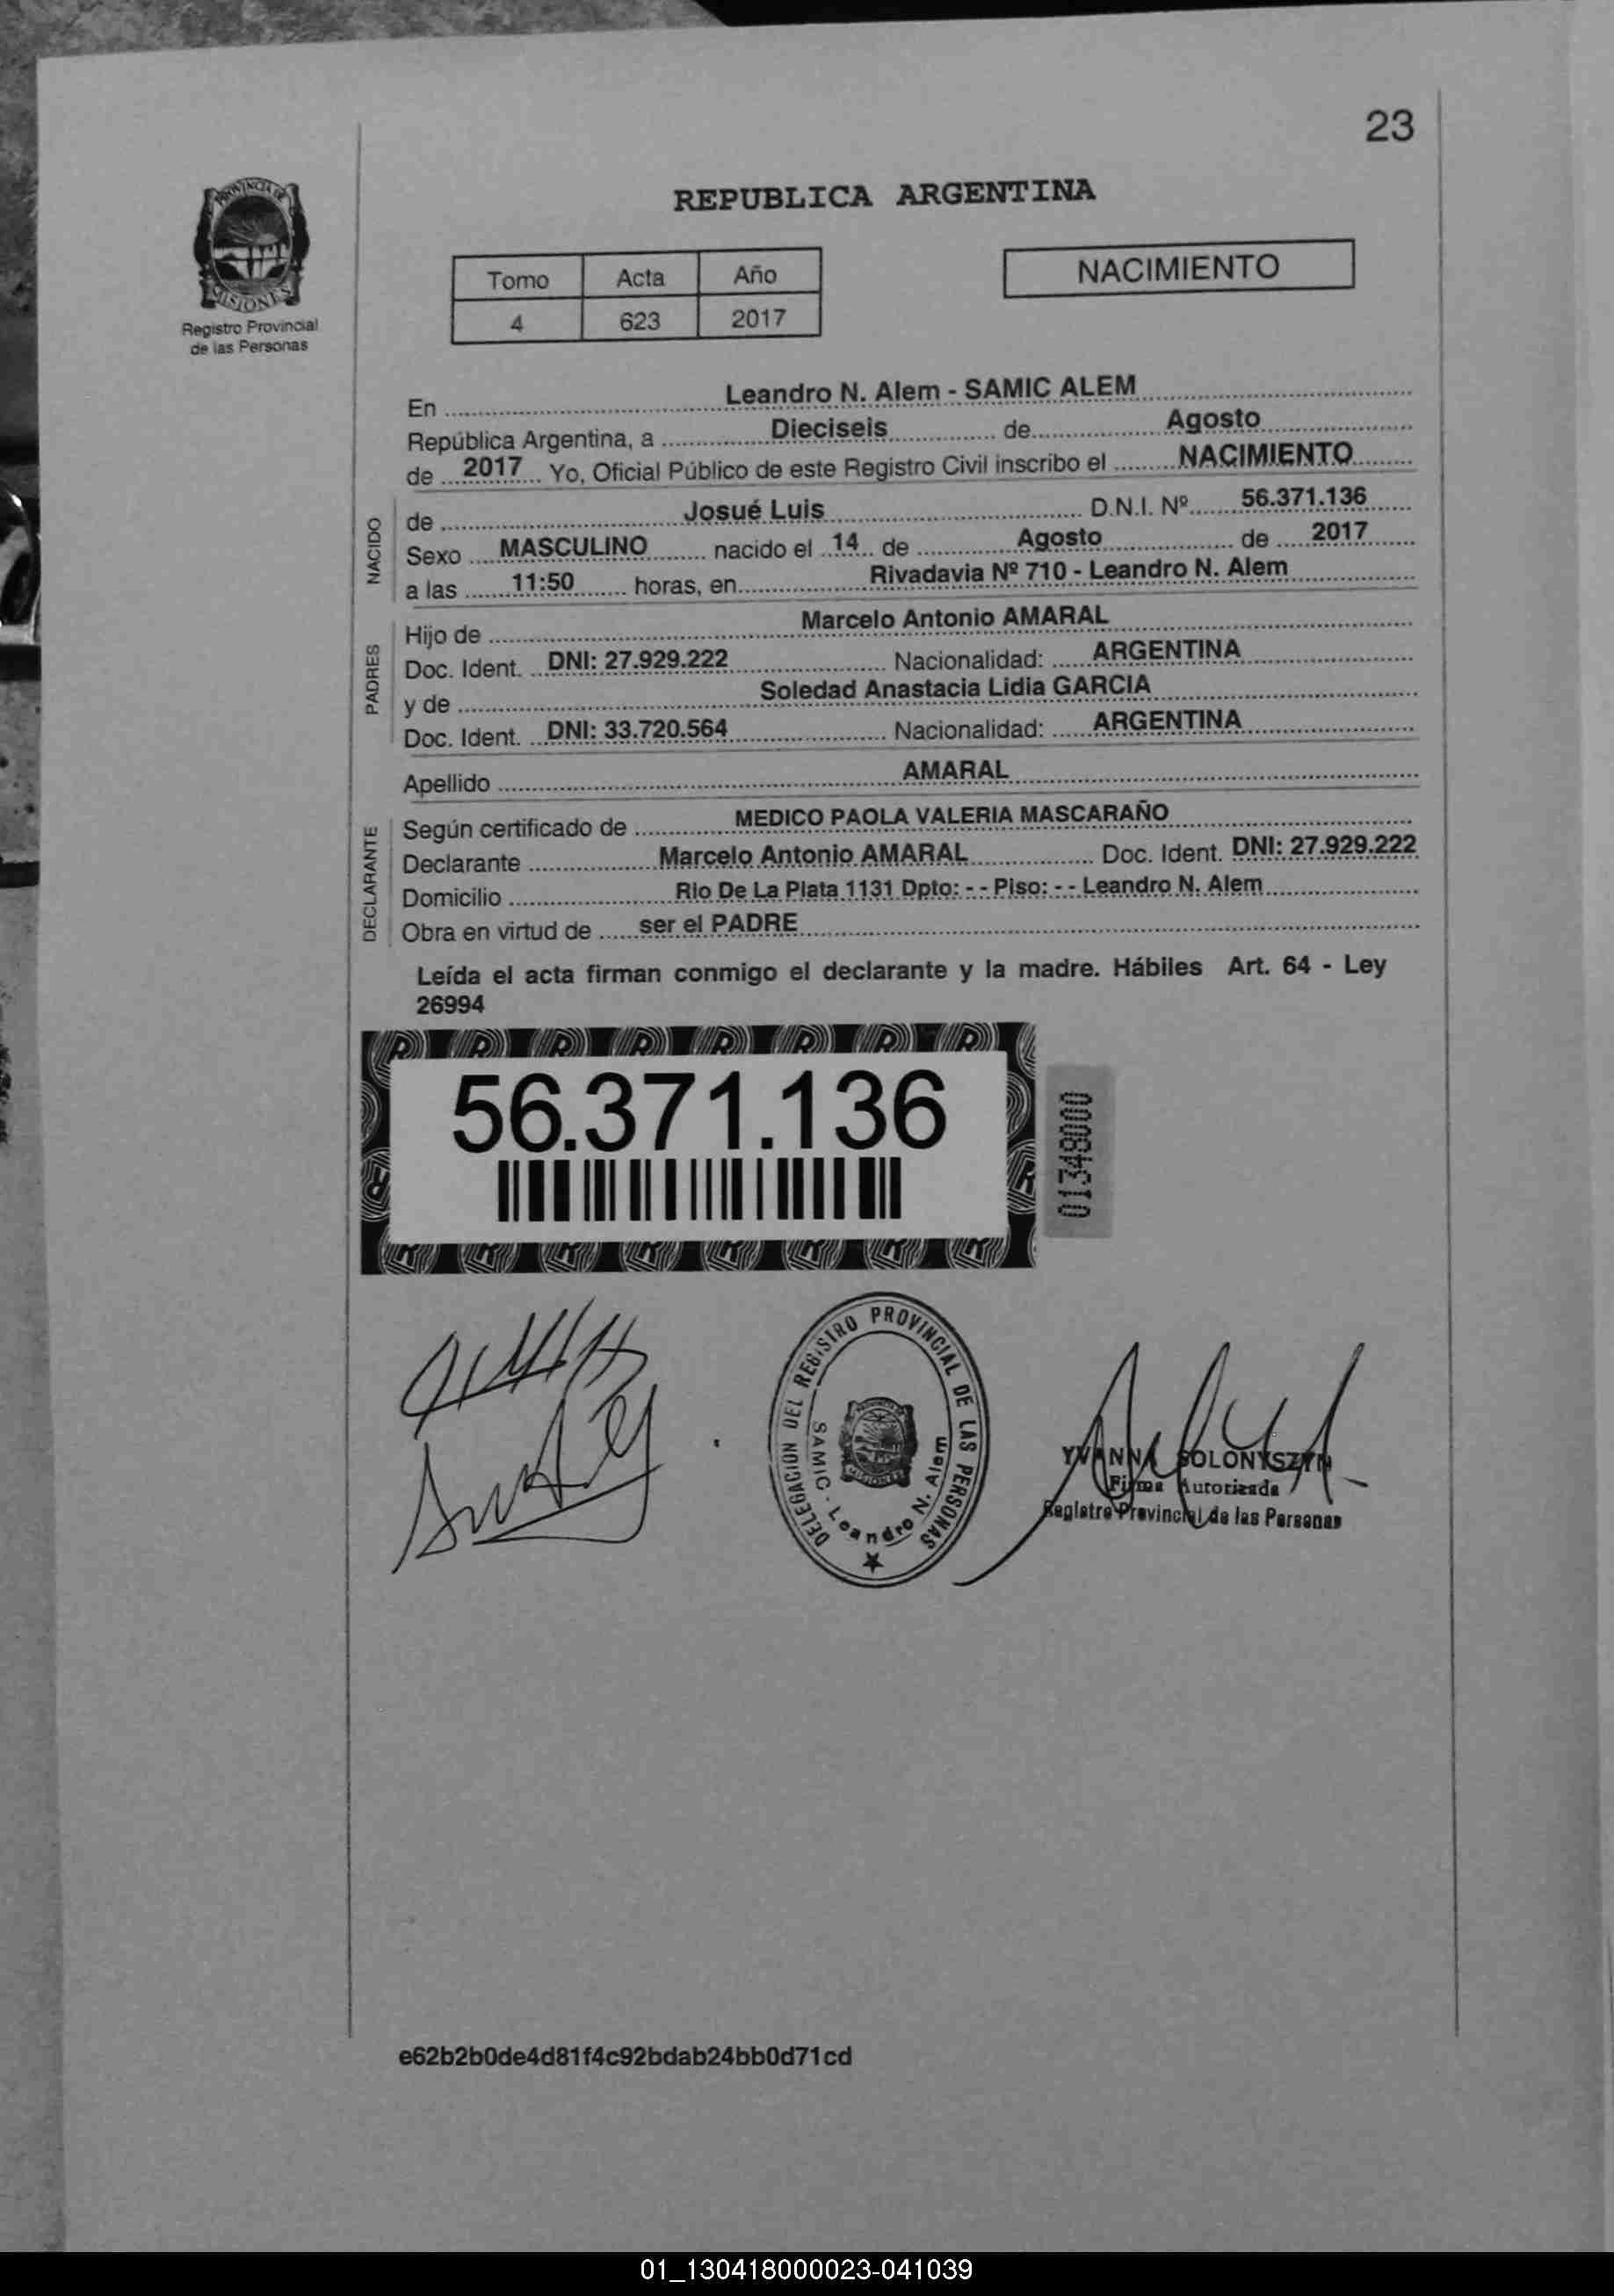 23
PROVINCIA DE
MISIONES
Registro Provincial
de las Personas
REPUBLICA ARGENTINA
Tomo Acta Año
4 623 2017
NACIMIENTO
En Leandro N. Alem - SAMIC ALEM
República Argentina, a Dieciseis de Agosto
de 2017 Yo, Oficial Público de este Registro Civil inscribo el NACIMIENTO
NACIDO
de Josué Luis D.N.I. Nº 56.371.136
Sexo MASCULINO nacido el 14 de Agosto de 2017
a las 11:50 horas, en Rivadavia Nº 710 - Leandro N. Alem
PADRES
Hijo de Marcelo Antonio AMARAL
Doc. Ident. DNI: 27.929.222 Nacionalidad: ARGENTINA
y de Soledad Anastacia Lidia GARCIA
Doc. Ident. DNI: 33.720.564 Nacionalidad: ARGENTINA
Apellido AMARAL
DECLARANTE
Según certificado de MEDICO PAOLA VALERIA MASCARAÑO
Declarante Marcelo Antonio AMARAL Doc. Ident. DNI: 27.929.222
Domicilio Rio De La Plata 1131 Dpto: - - Piso: - - Leandro N. Alem
Obra en virtud de ser el PADRE
Leída el acta firman conmigo el declarante y la madre. Hábiles Art. 64 - Ley
26994
56.371.136
01348000
DELEGACION DEL REGISTRO PROVINCIAL DE LAS PERSONAS
SAMIC - Leandro N. Alem
MISIONES
YVANNA SOLONYSZYN
Firma Autorizada
Registro Provincial de las Personas
e62b2b0de4d81f4c92bdab24bb0d71cd
01_130418000023-041039